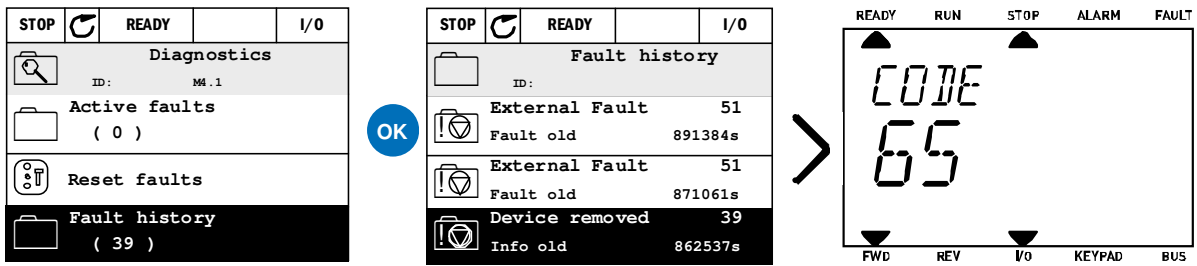 STOP READY I/O
Diagnostics
ID: M4.1
Active faults
( 0 )
Reset faults
Fault history
( 39 )
OK
STOP READY I/O
Fault history
ID:
External Fault 51
Fault old 891384s
External Fault 51
Fault old 871061s
Device removed 39
Info old 862537s
READY RUN STOP ALARM FAULT
CODE
65
FWD REV I/O KEYPAD BUS